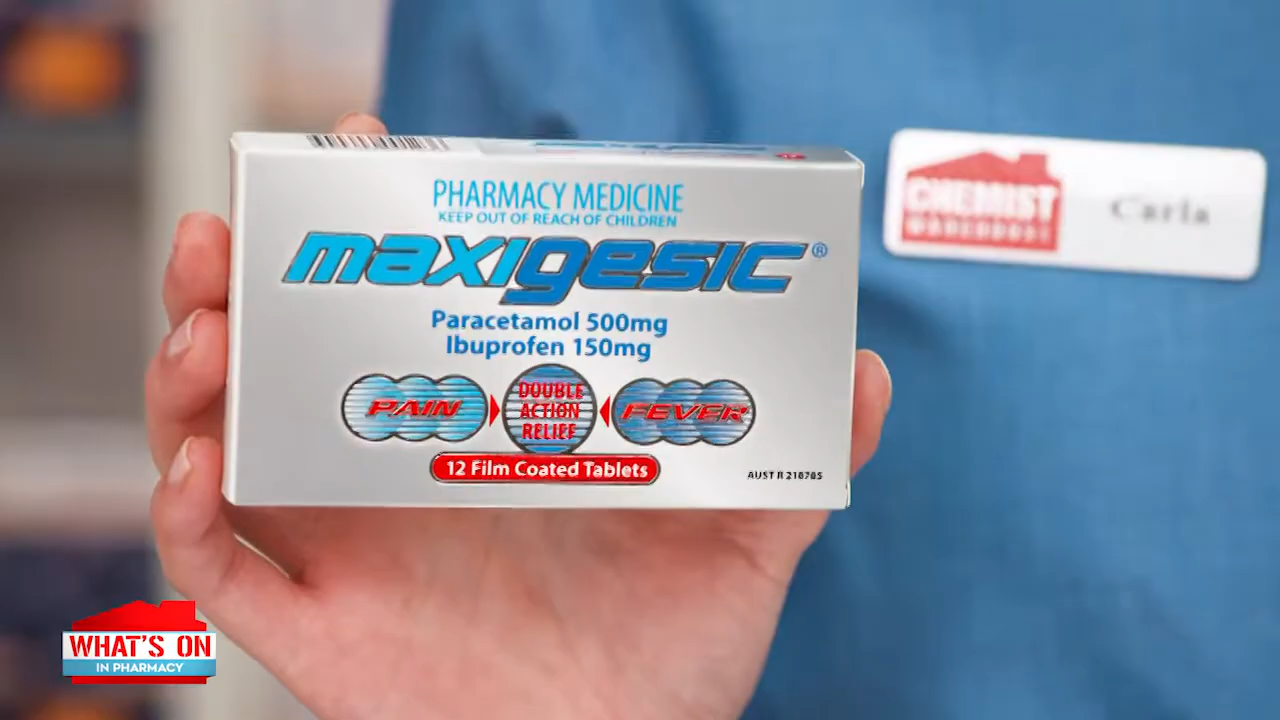 PHARMACY MEDICINE
KEEP OUT OF REACH OF CHILDREN
maxigesic®
Paracetamol 500mg
Ibuprofen 150mg
PAIN
DOUBLE
ACTION
RELIEF
FEVER
12 Film Coated Tablets
AUST R 218785
CHEMIST
WAREHOUSE
Carla
WHAT'S ON
IN PHARMACY